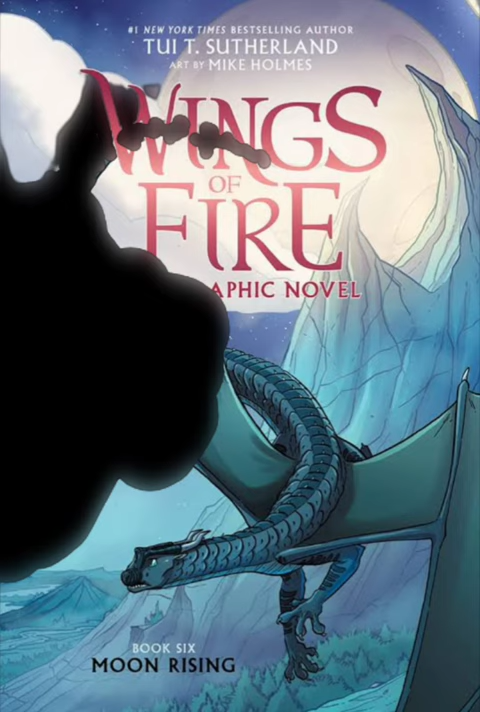 #1 NEW YORK TIMES BESTSELLING AUTHOR
TUI T. SUTHERLAND
ART BY MIKE HOLMES
WINGS
OF
FIRE
APHIC NOVEL
BOOK SIX
MOON RISING